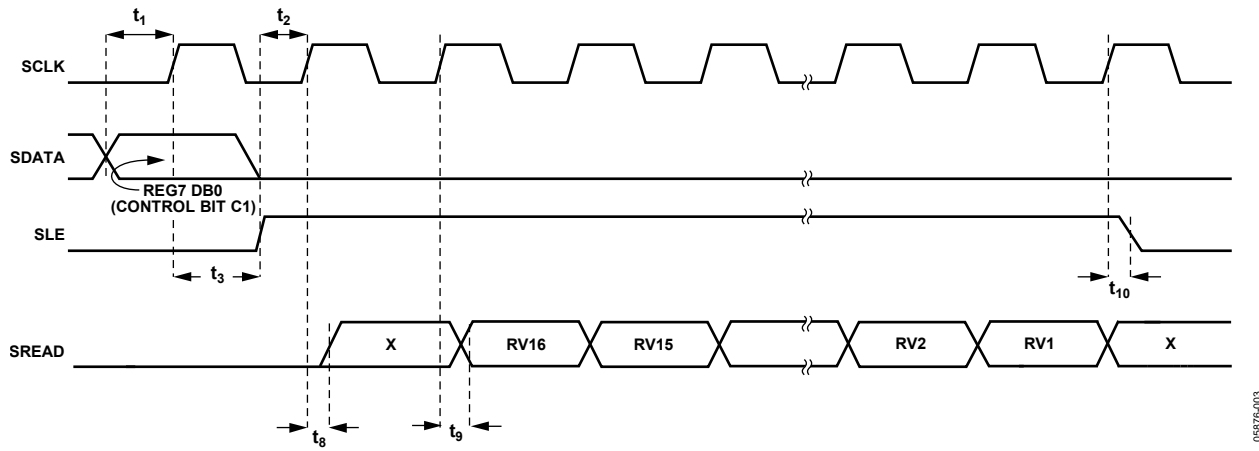 t1
t2
SCLK
SDATA
REG7 DB0
(CONTROL BIT C1)
SLE
t3
t10
SREAD
X
RV16
RV15
RV2
RV1
X
t8
t9
05876-003